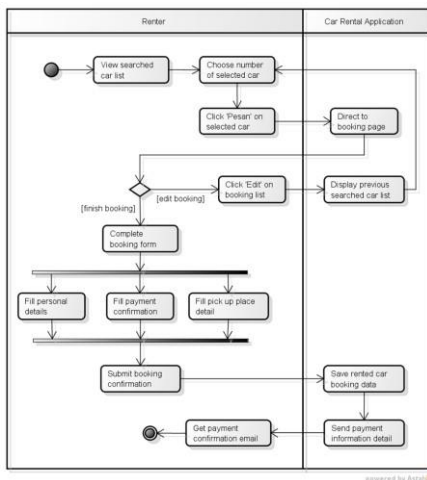 Renter
Car Rental Application
View searched
car list
Choose number
of selected car
Click 'Pesan' on
selected car
Direct to
booking page
[edit booking]
Click 'Edit' on
booking list
Display previous
searched car list
[finish booking]
Complete
booking form
Fill personal
details
Fill payment
confirmation
Fill pick up place
detail
Submit booking
confirmation
Save rented car
booking data
Get payment
confirmation email
Send payment
information detail
powered by Astah